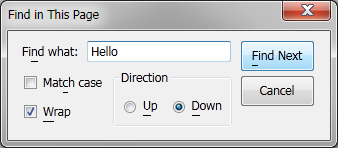 Find in This Page
Find what: Hello Find Next
Match case Direction Cancel
Wrap Up Down